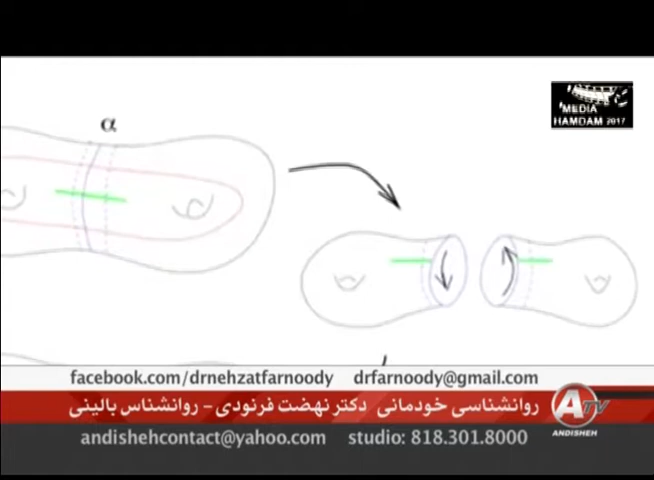 MEDIA
HAMDAM 2017
α
facebook.com/drnehzatfarnoody drfarnoody@gmail.com
روانشناسی خودمانی دکتر نهضت فرنودی - روانشناس بالینی
ATV
ANDISHEH
andishehcontact@yahoo.com studio: 818.301.8000